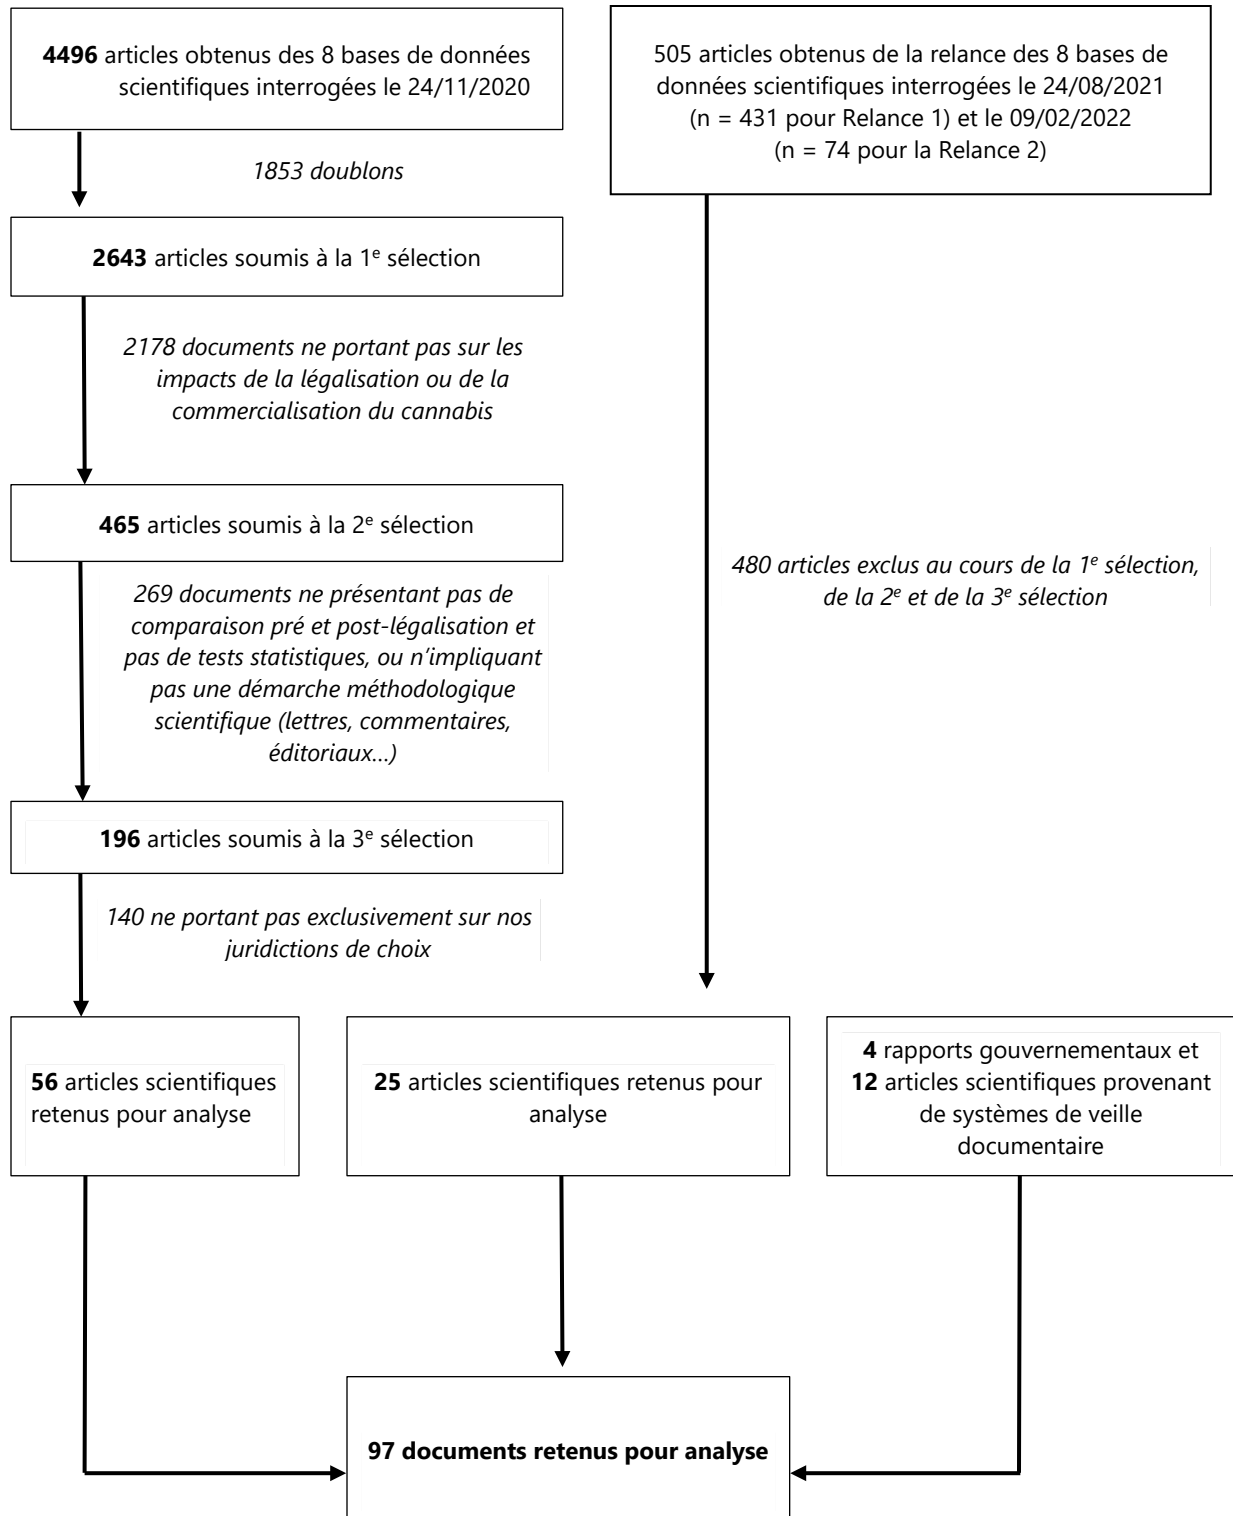 4496 articles obtenus des 8 bases de données
scientifiques interrogées le 24/11/2020
505 articles obtenus de la relance des 8 bases de
données scientifiques interrogées le 24/08/2021
(n = 431 pour Relance 1) et le 09/02/2022
(n = 74 pour la Relance 2)
1853 doublons
2643 articles soumis à la 1e sélection
2178 documents ne portant pas sur les
impacts de la légalisation ou de la
commercialisation du cannabis
465 articles soumis à la 2e sélection
269 documents ne présentant pas de
comparaison pré et post-légalisation et
pas de tests statistiques, ou n’impliquant
pas une démarche méthodologique
scientifique (lettres, commentaires,
éditoriaux...)
480 articles exclus au cours de la 1e sélection,
de la 2e et de la 3e sélection
196 articles soumis à la 3e sélection
140 ne portant pas exclusivement sur nos
juridictions de choix
56 articles scientifiques
retenus pour analyse
25 articles scientifiques retenus pour
analyse
4 rapports gouvernementaux et
12 articles scientifiques provenant
de systèmes de veille
documentaire
97 documents retenus pour analyse